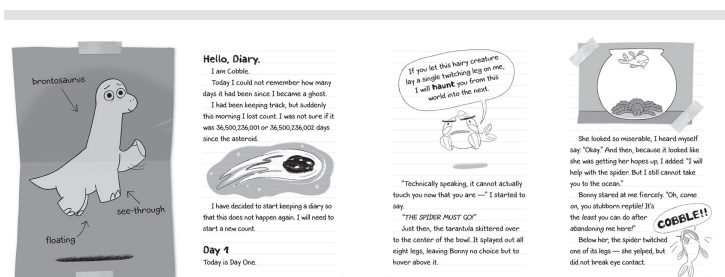 brontosaurus
see-through
floating
Hello, Diary.
I am Cobble.
Today I could not remember how many
days it had been since I became a ghost.
I had been keeping track, but suddenly
this morning I lost count. I was not sure if it
was 36,500,236,001 or 36,500,236,002 days
since the asteroid.
I have decided to start keeping a diary so
that this does not happen again. I will need to
start a new count.
Day 1
Today is Day One.
If you let this hairy creature
lay a single twitching leg on me,
I will haunt you from this
world into the next.
"Technically speaking, it cannot actually
touch you now that you are —" I started to
say.
"THE SPIDER MUST GO!"
Just then, the tarantula skittered over
to the center of the bowl. It splayed out all
eight legs, leaving Bonny no choice but to
hover above it.
She looked so miserable, I heard myself
say: "Okay." And then, because it looked like
she was getting her hopes up, I added: "I will
help with the spider. But I still cannot take
you to the ocean."
Bonny stared at me fiercely. "Oh, come
on, you stubborn reptile! It's
the least you can do after
abandoning me here!"
COBBLE!!
Below her, the spider twitched
one of its legs — she yelped, but
did not break eye contact.